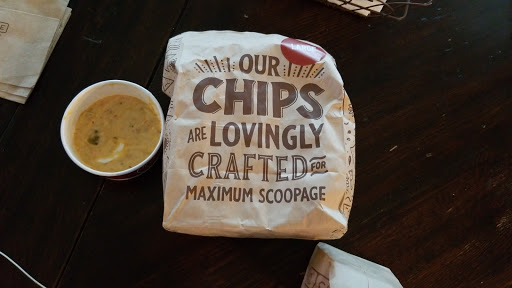 OUR
CHIPS
ARE LOVINGLY
CRAFTED FOR
MAXIMUM SCOOPAGE